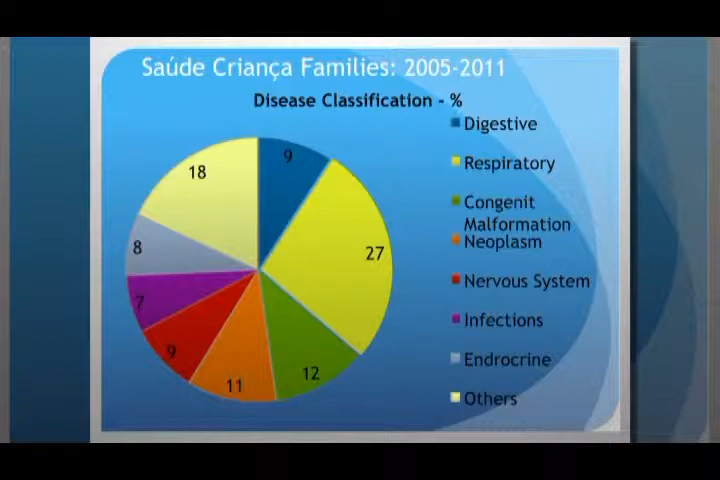 Saúde Criança Families: 2005-2011
Disease Classification - %
9
27
12
11
9
7
8
18
Digestive
Respiratory
Congenit
Malformation
Neoplasm
Nervous System
Infections
Endrocrine
Others